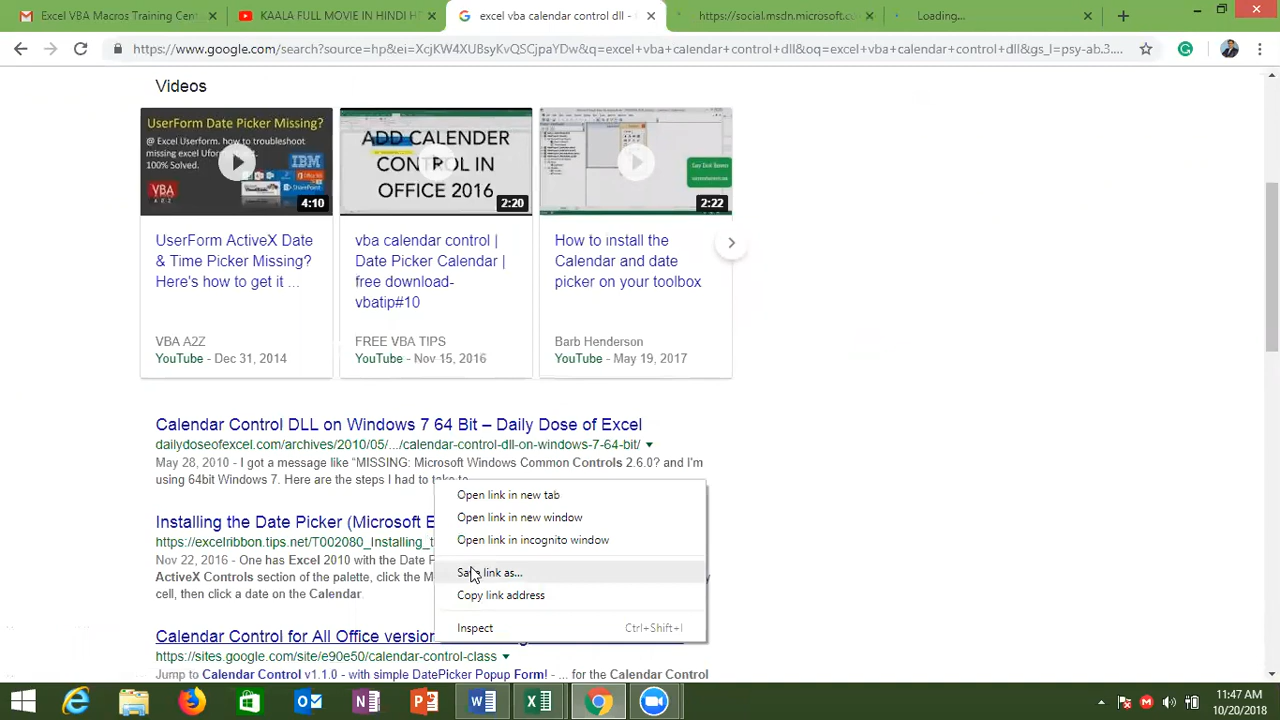 Excel VBA Macros Training Cent
KAALA FULL MOVIE IN HINDI H
excel vba calendar control dll -
https://social.msdn.microsoft.c
Loading...
https://www.google.com/search?source=hp&ei=XcjKW4XUBsyKvQSCjpaYDw&q=excel+vba+calendar+control+dll&oq=excel+vba+calendar+control+dll&gs_l=psy-ab.3....
Videos
UserForm Date Picker Missing?
@ Excel Userform. how to troubleshoot
missing excel
100% Solved.
IBM
VBA
SharePoint
4:10
ADD CALENDER
CONTROL IN
OFFICE 2016
2:20
2:22
UserForm ActiveX Date
& Time Picker Missing?
Here's how to get it ...
VBA A2Z
YouTube - Dec 31, 2014
vba calendar control |
Date Picker Calendar |
free download-
vbatip#10
FREE VBA TIPS
YouTube - Nov 15, 2016
How to install the
Calendar and date
picker on your toolbox
Barb Henderson
YouTube - May 19, 2017
Calendar Control DLL on Windows 7 64 Bit – Daily Dose of Excel
dailydoseofexcel.com/archives/2010/05/.../calendar-control-dll-on-windows-7-64-bit/
May 28, 2010 - I got a message like "MISSING: Microsoft Windows Common Controls 2.6.0? and I'm
using 64bit Windows 7. Here are the steps I had to take to
Installing the Date Picker (Microsoft E
https://excelribbon.tips.net/T002080_Installing_t
Nov 22, 2016 - One has Excel 2010 with the Date P
ActiveX Controls section of the palette, click the M
cell, then click a date on the Calendar.
Calendar Control for All Office version
https://sites.google.com/site/e90e50/calendar-control-class
Jump to Calendar Control v1.1.0 - with simple DatePicker Popup Form! - ... for the Calendar Control
Open link in new tab
Open link in new window
Open link in incognito window
Save link as...
Copy link address
Inspect Ctrl+Shift+I
11:47 AM
10/20/2018